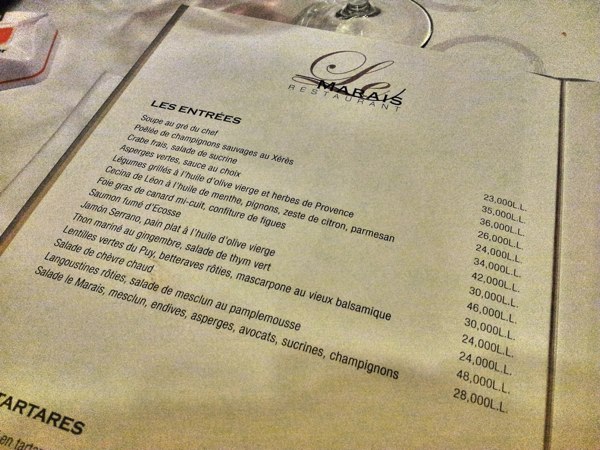 Le
MARAIS
RESTAURANT
LES ENTRÉES
Soupe au gré du chef 23,000L.L.
Poêlée de champignons sauvages au Xérès 35,000L.L.
Crabe frais, salade de sucrine 36,000L.L.
Asperges vertes, sauce au choix 26,000L.L.
Légumes grillés à l'huile d'olive vierge et herbes de Provence 24,000L.L.
Cecina de Léon à l'huile de menthe, pignons, zeste de citron, parmesan 34,000L.L.
Foie gras de canard mi-cuit, confiture de figues 42,000L.L.
Saumon fumé d'Ecosse 30,000L.L.
Jamón Serrano, pain plat à l'huile d'olive vierge 46,000L.L.
Thon mariné au gingembre, salade de thym vert 30,000L.L.
Lentilles vertes du Puy, betteraves rôties, mascarpone au vieux balsamique 24,000L.L.
Salade de chèvre chaud 24,000L.L.
Langoustines rôties, salade de mesclun au pamplemousse 48,000L.L.
Salade le Marais, mesclun, endives, asperges, avocats, sucrines, champignons 28,000L.L.
TARTARES
en tartar